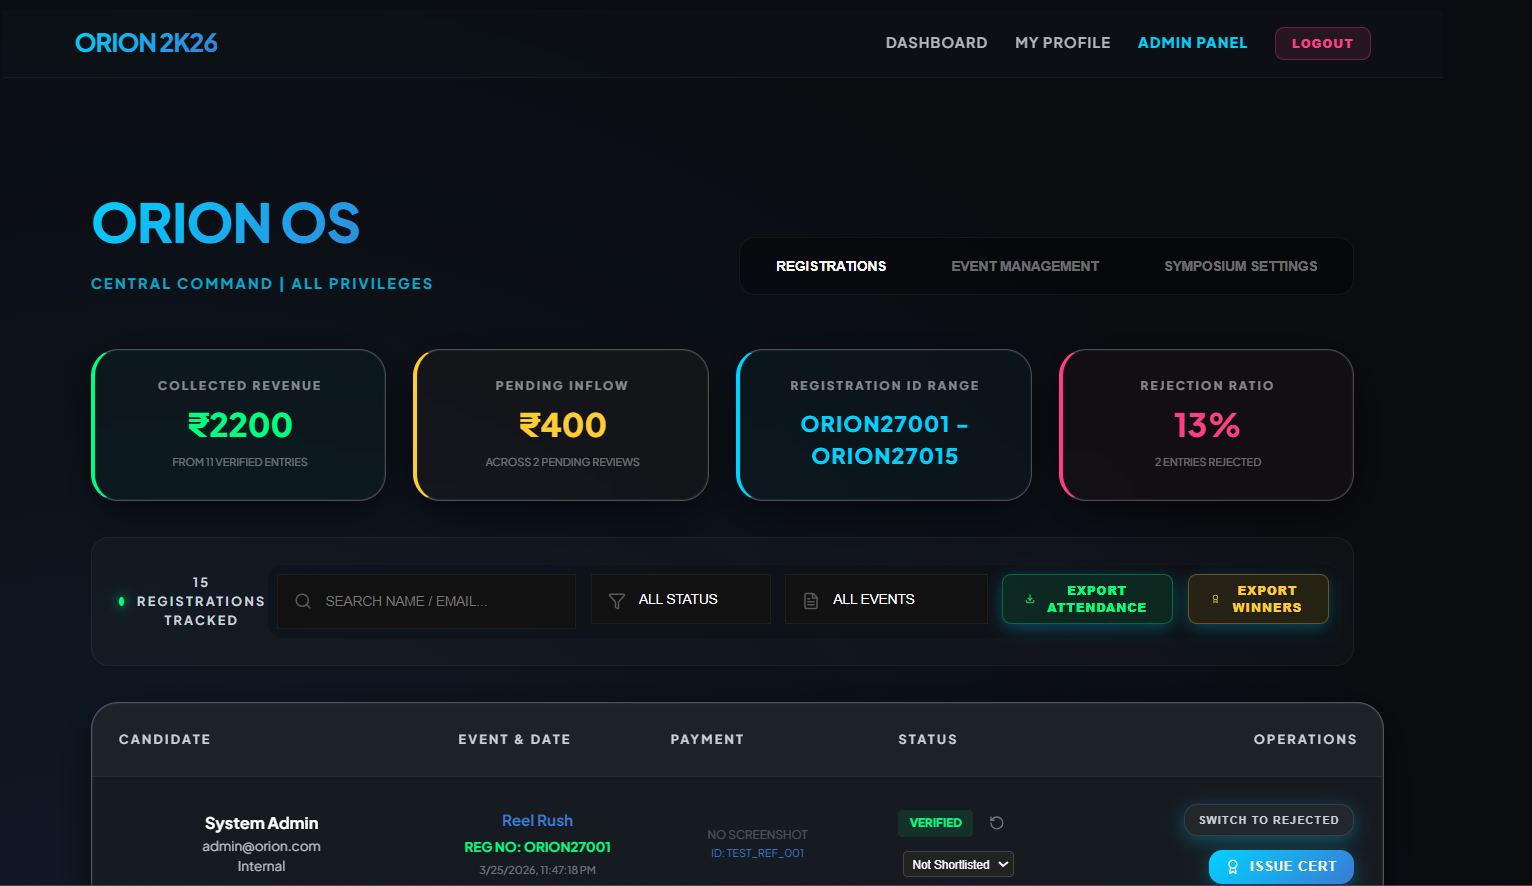 ORION 2K26
DASHBOARD
MY PROFILE
ADMIN PANEL
LOGOUT
ORION OS
CENTRAL COMMAND | ALL PRIVILEGES
REGISTRATIONS
EVENT MANAGEMENT
SYMPOSIUM SETTINGS
COLLECTED REVENUE
₹2200
FROM 11 VERIFIED ENTRIES
PENDING INFLOW
₹400
ACROSS 2 PENDING REVIEWS
REGISTRATION ID RANGE
ORION27001 –
ORION27015
REJECTION RATIO
13%
2 ENTRIES REJECTED
15
REGISTRATIONS
TRACKED
SEARCH NAME / EMAIL...
ALL STATUS
ALL EVENTS
EXPORT
ATTENDANCE
EXPORT
WINNERS
CANDIDATE
EVENT & DATE
PAYMENT
STATUS
OPERATIONS
System Admin
admin@orion.com
Internal
Reel Rush
REG NO: ORION27001
3/25/2026, 11:47:18 PM
NO SCREENSHOT
ID: TEST_REF_001
VERIFIED
Not Shortlisted
SWITCH TO REJECTED
ISSUE CERT